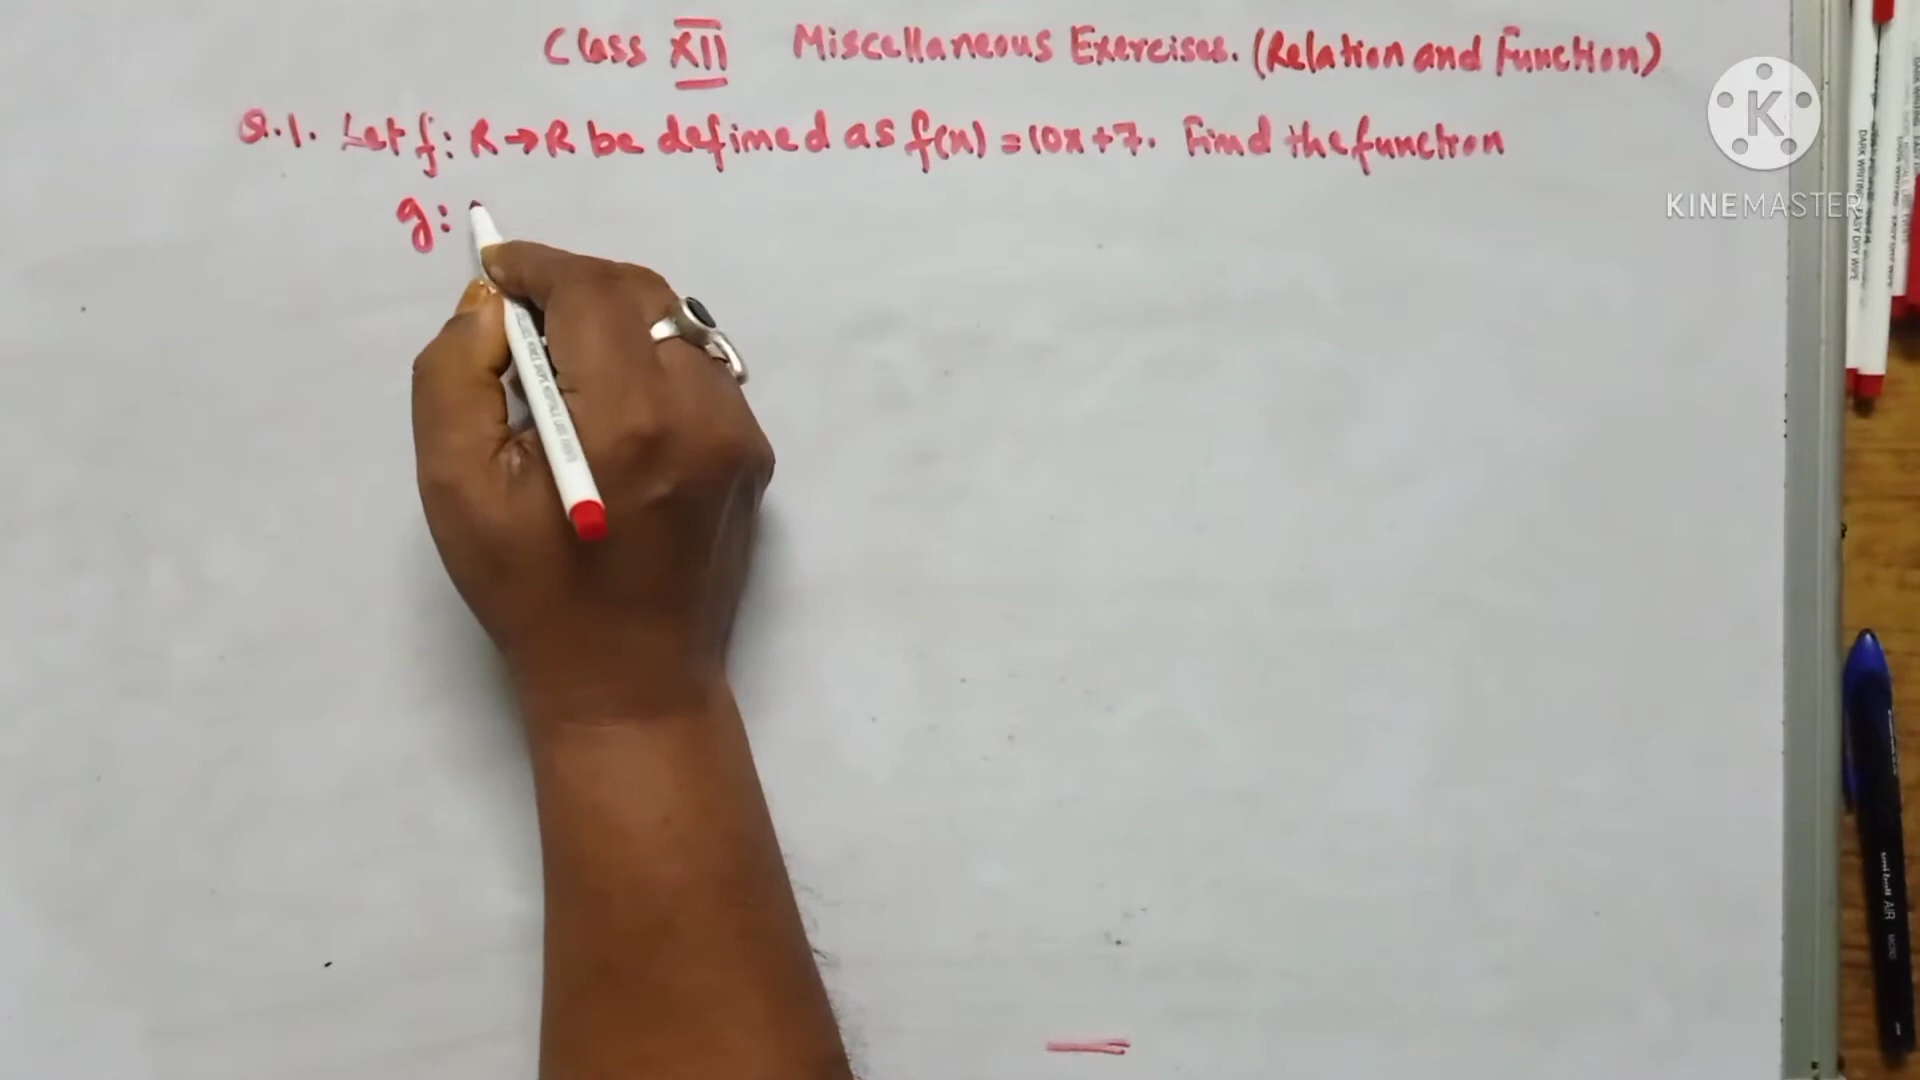 Class XII Miscellaneous Exercises. (Relation and Function)
Q.1. Let f: R→R be defined as f(x) = 10x+7. Find the function
g:
KINEMASTER